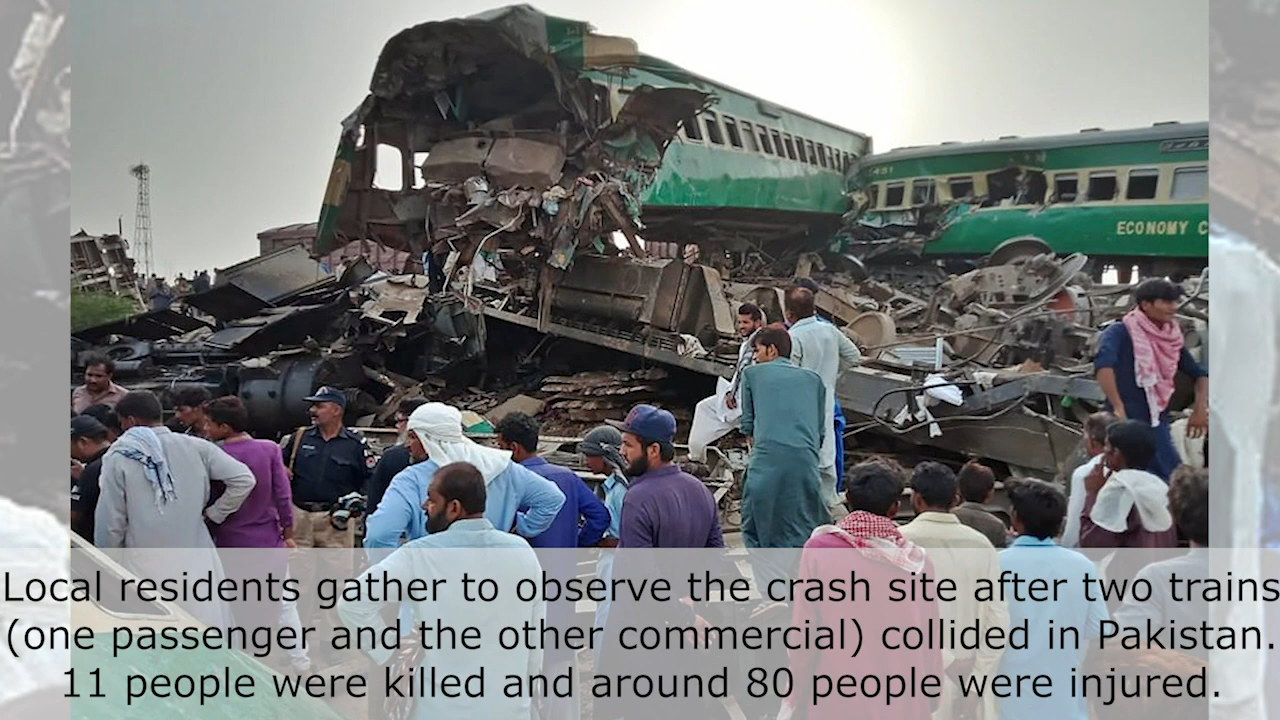 451
ECONOMY C
Local residents gather to observe the crash site after two trains
(one passenger and the other commercial) collided in Pakistan.
11 people were killed and around 80 people were injured.